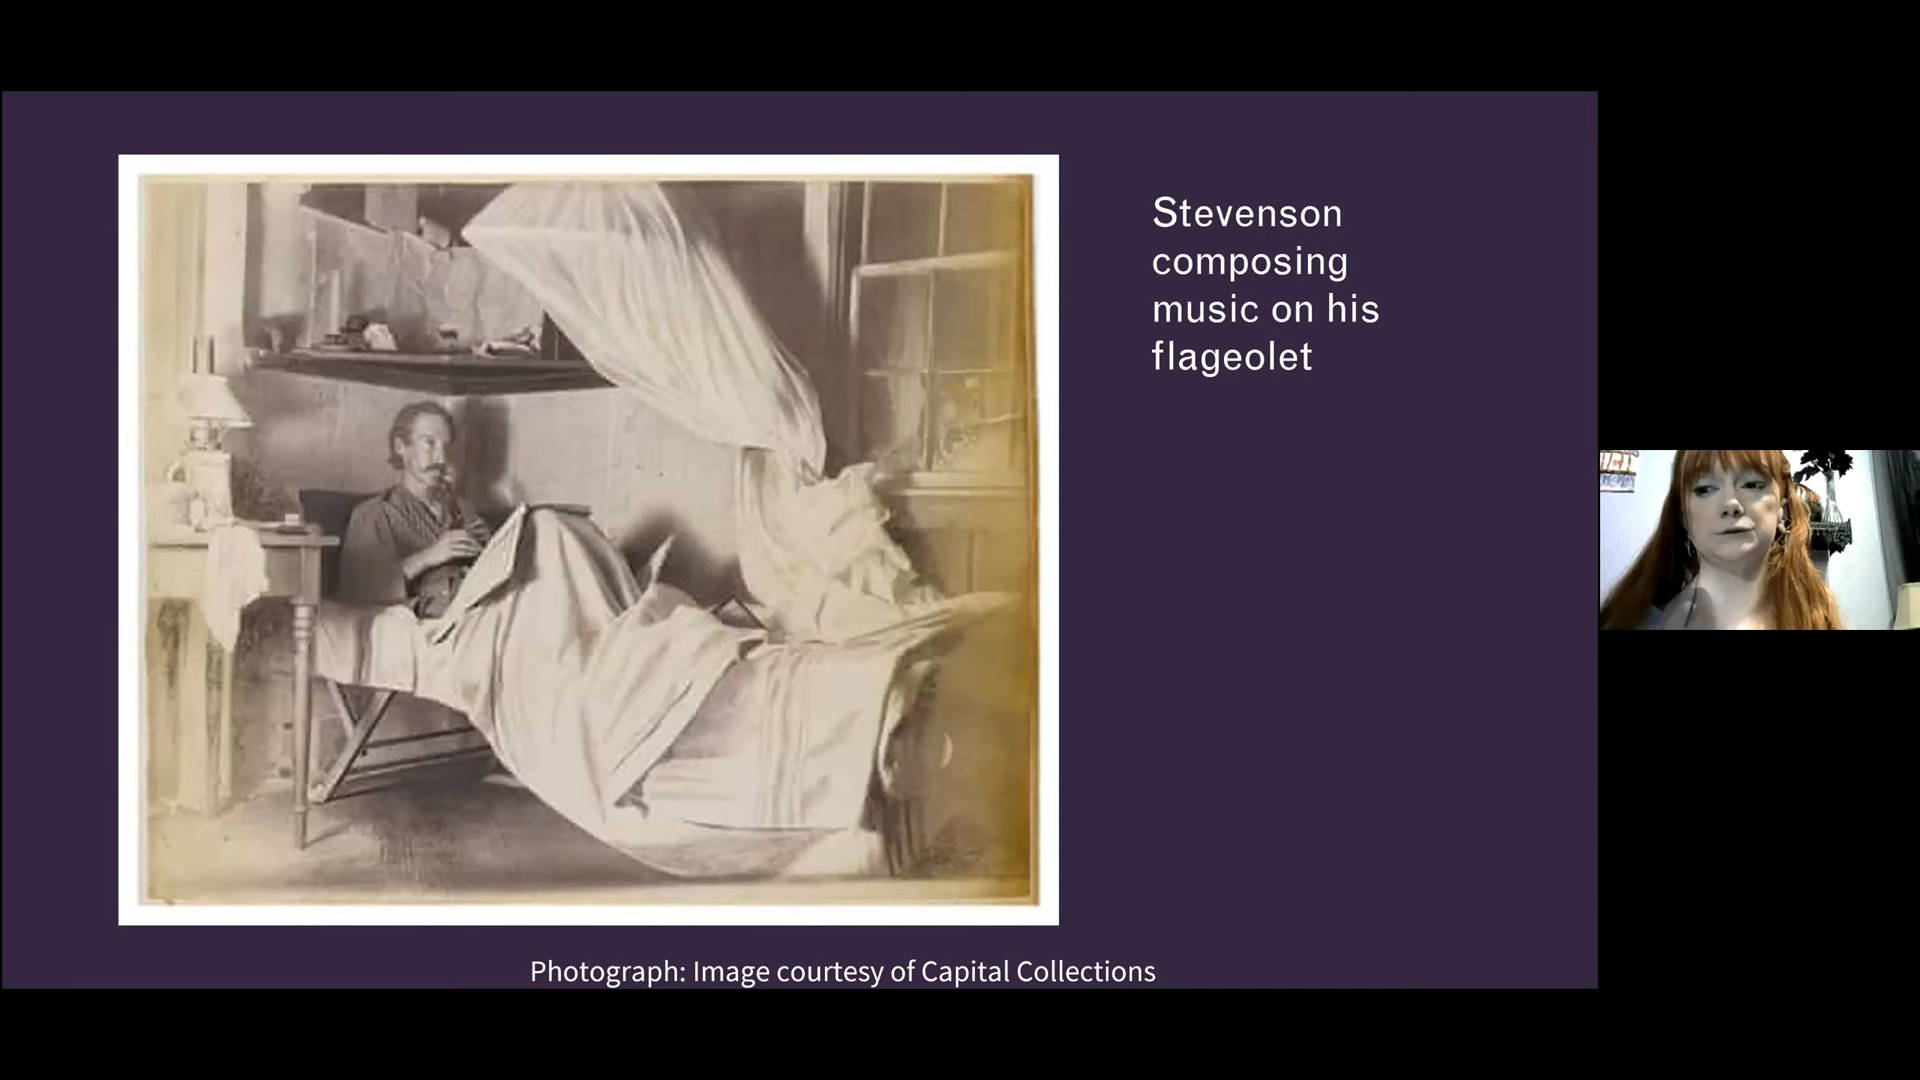 Stevenson
composing
music on his
flageolet
Photograph: Image courtesy of Capital Collections